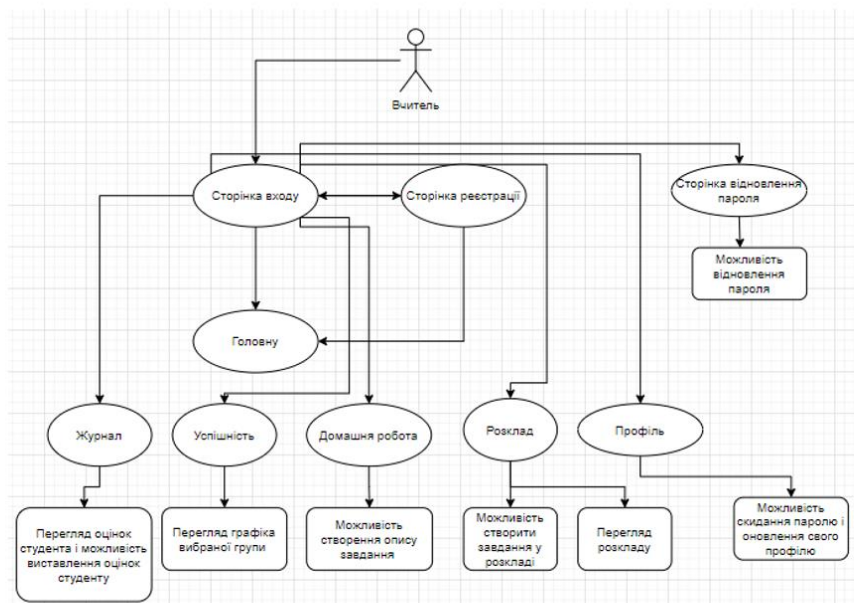 Вчитель
Сторінка входу
Сторінка реєстрації
Сторінка відновлення
пароля
Можливість
відновлення
пароля
Головну
Журнал
Успішність
Домашня робота
Розклад
Профіль
Перегляд оцінок
студента і можливість
виставлення оцінок
студенту
Перегляд графіка
вибраної групи
Можливість
створення опису
завдання
Можливість
створити
завдання у
розкладі
Перегляд
розкладу
Можливість
скидання паролю і
оновлення свого
профілю